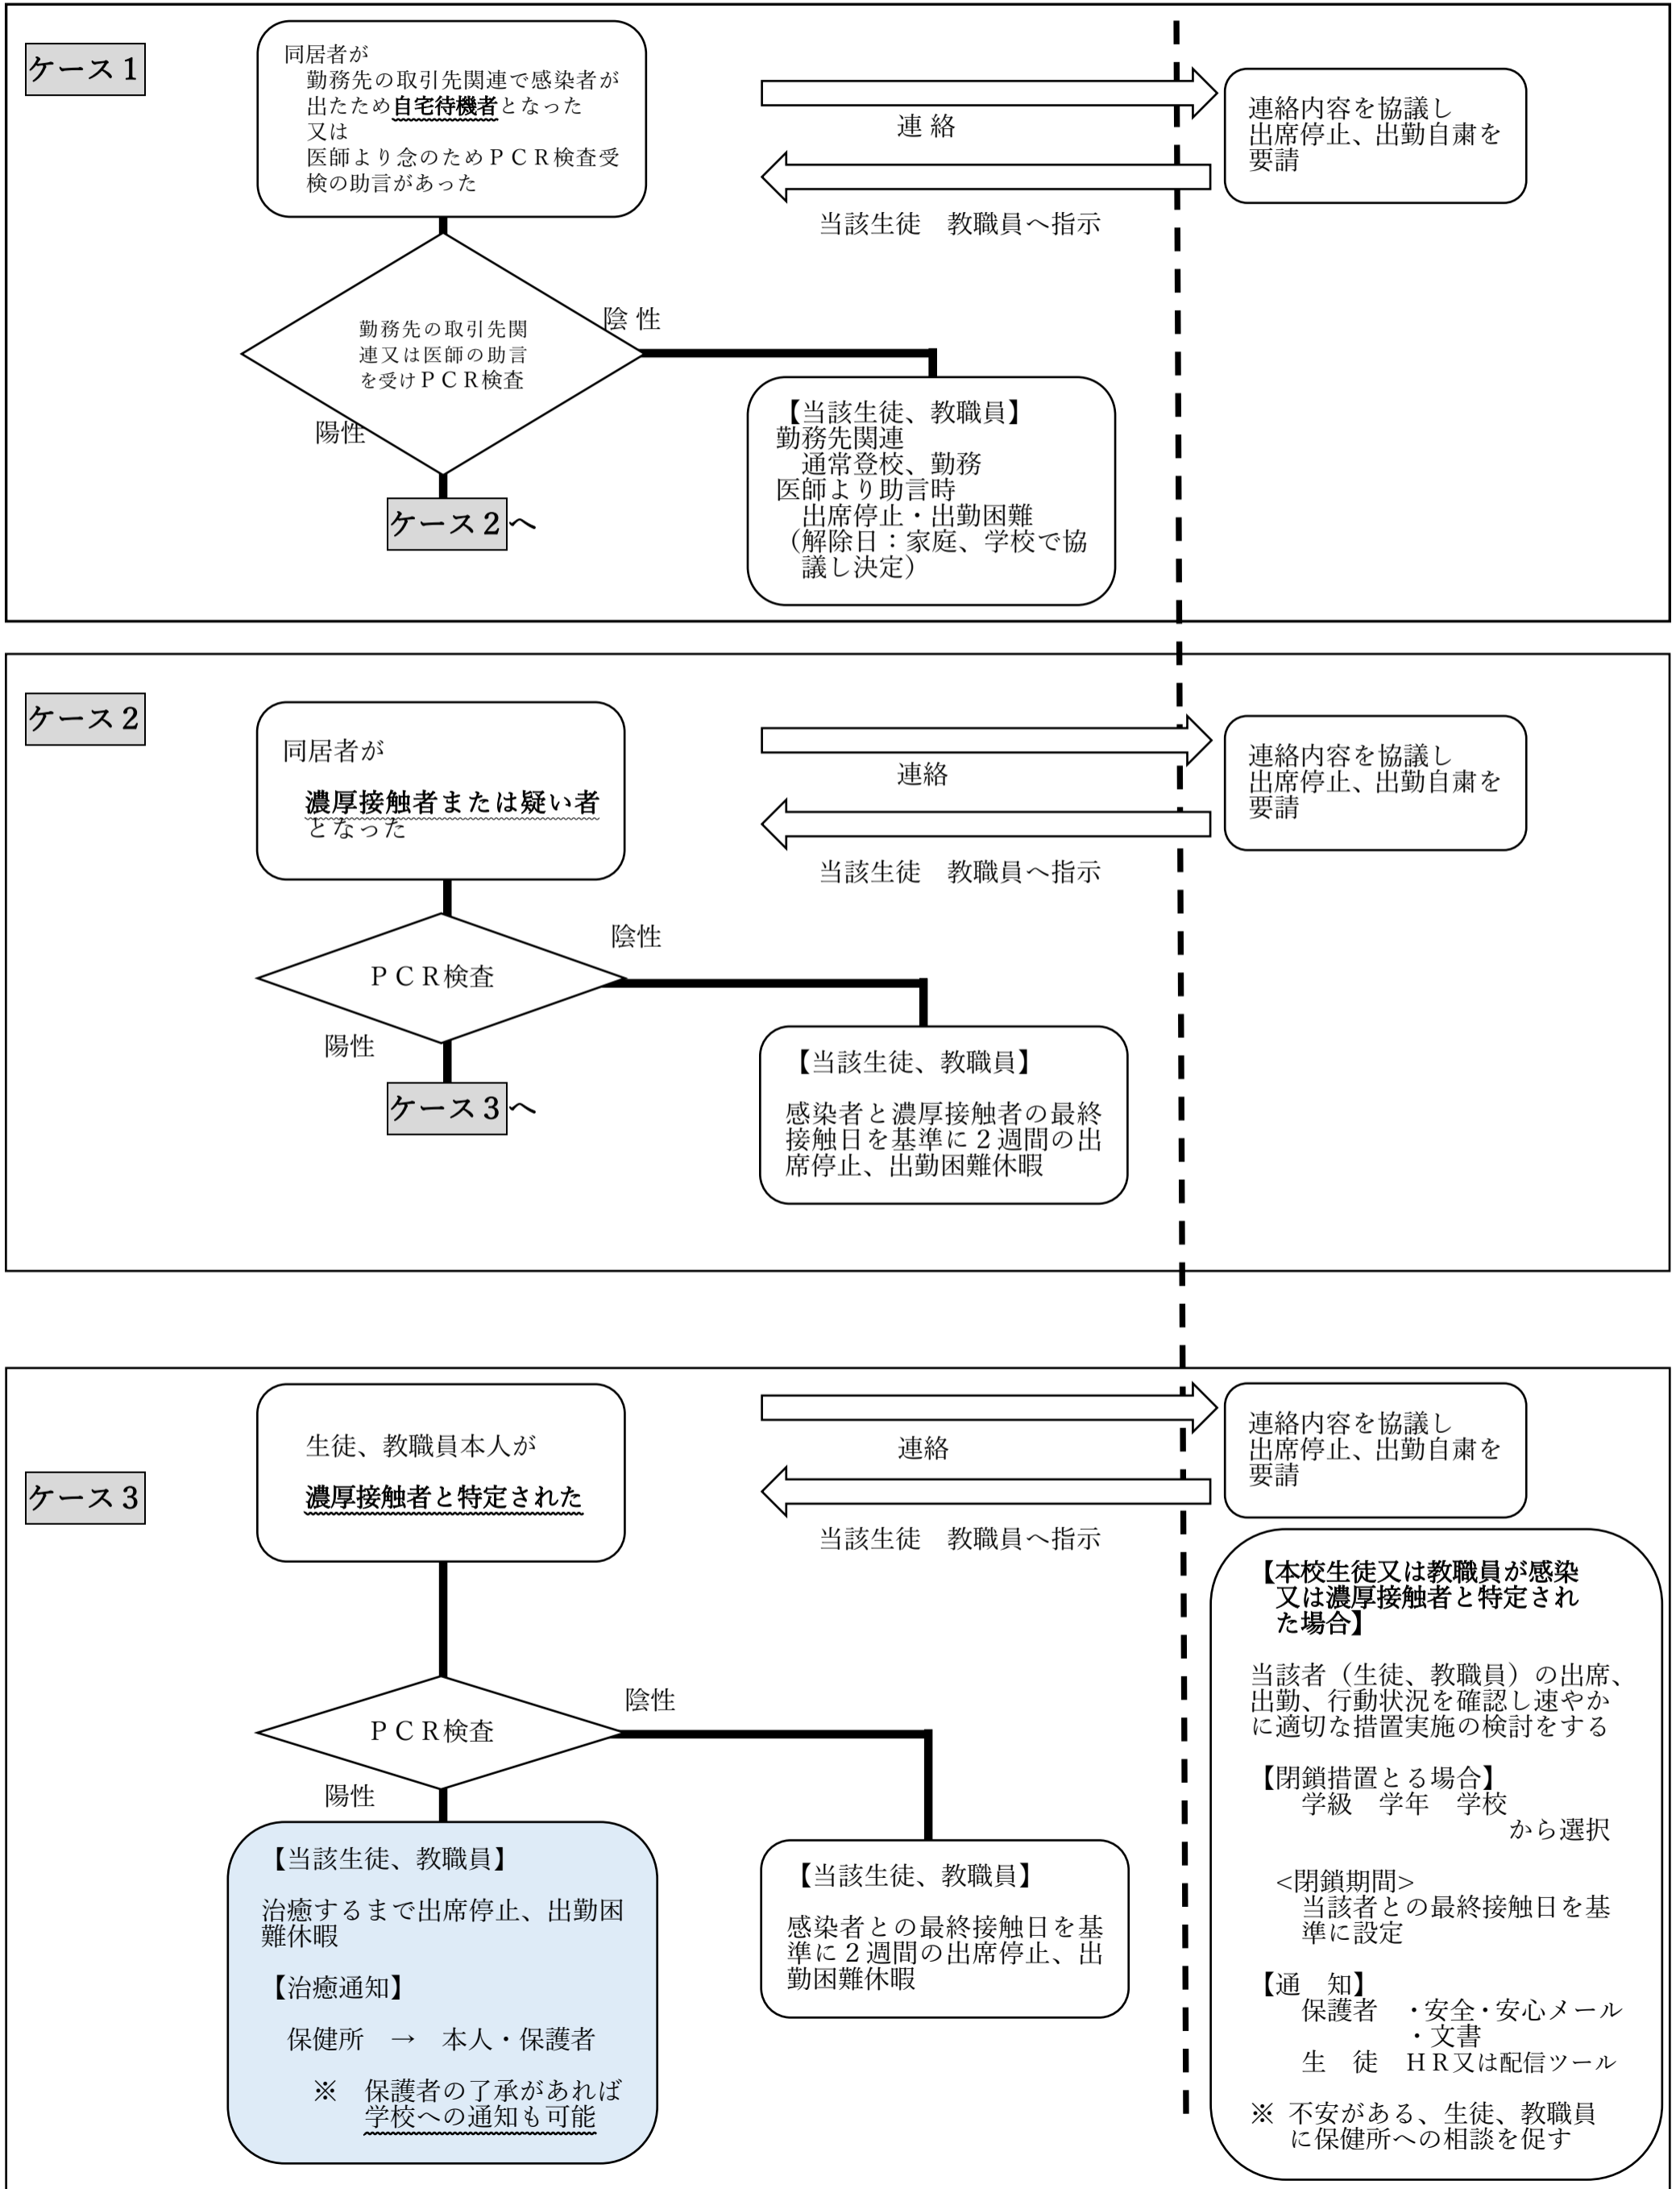 ケース１
同居者が
勤務先の取引先関連で感染者が
出たため自宅待機者となった
又は
医師より念のためＰＣＲ検査受
検の助言があった
連 絡
当該生徒　教職員へ指示
連絡内容を協議し
出席停止、出勤自粛を
要請
勤務先の取引先関
連又は医師の助言
を受けＰＣＲ検査
陰 性
陽性
ケース２へ
【当該生徒、教職員】
勤務先関連
通常登校、勤務
医師より助言時
出席停止・出勤困難
（解除日：家庭、学校で協
議し決定）
ケース２
同居者が
濃厚接触者または疑い者
となった
連絡
当該生徒　教職員へ指示
連絡内容を協議し
出席停止、出勤自粛を
要請
ＰＣＲ検査
陰性
陽性
ケース３へ
【当該生徒、教職員】
感染者と濃厚接触者の最終
接触日を基準に２週間の出
席停止、出勤困難休暇
ケース３
生徒、教職員本人が
濃厚接触者と特定された
連絡
当該生徒　教職員へ指示
連絡内容を協議し
出席停止、出勤自粛を
要請
ＰＣＲ検査
陰性
陽性
【当該生徒、教職員】
治癒するまで出席停止、出勤困
難休暇
【治癒通知】
保健所　→　本人・保護者
※　保護者の了承があれば
学校への通知も可能
【当該生徒、教職員】
感染者との最終接触日を基
準に２週間の出席停止、出
勤困難休暇
【本校生徒又は教職員が感染
又は濃厚接触者と特定され
た場合】
当該者（生徒、教職員）の出席、
出勤、行動状況を確認し速やか
に適切な措置実施の検討をする
【閉鎖措置とる場合】
学級　学年　学校
から選択
<閉鎖期間>
当該者との最終接触日を基
準に設定
【通　知】
保護者　・安全・安心メール
・文書
生　徒　ＨＲ又は配信ツール
※ 不安がある、生徒、教職員
に保健所への相談を促す